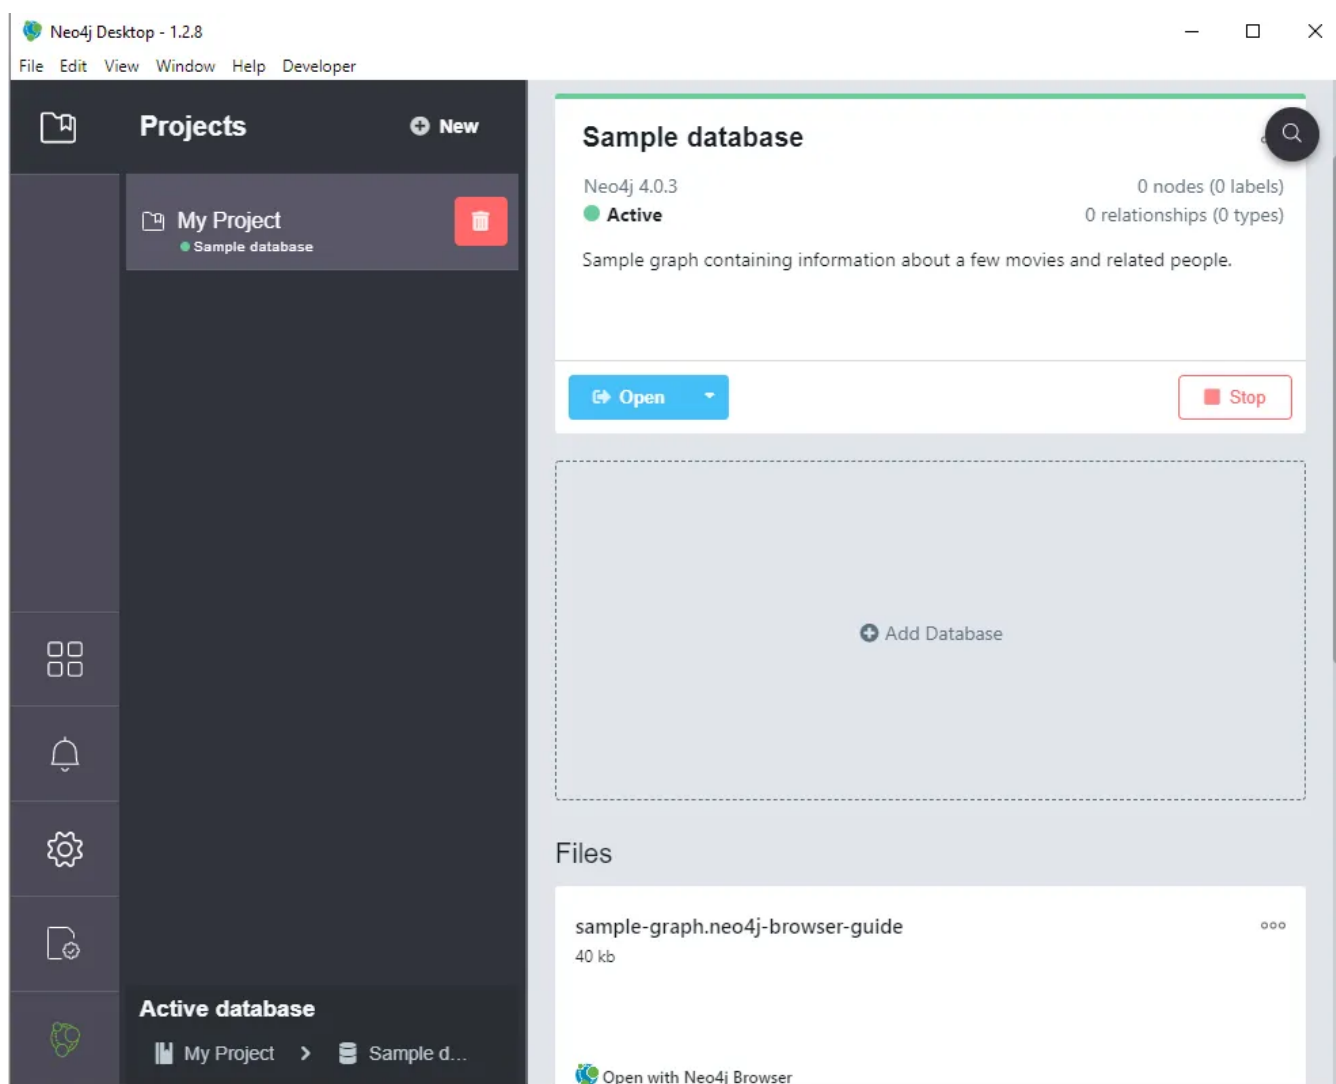 Neo4j Desktop - 1.2.8
File Edit View Window Help Developer
Projects
New
My Project
Sample database
Active database
My Project
Sample d...
Sample database
Neo4j 4.0.3
0 nodes (0 labels)
Active
0 relationships (0 types)
Sample graph containing information about a few movies and related people.
Open
Stop
Add Database
Files
sample-graph.neo4j-browser-guide
40 kb
Open with Neo4j Browser